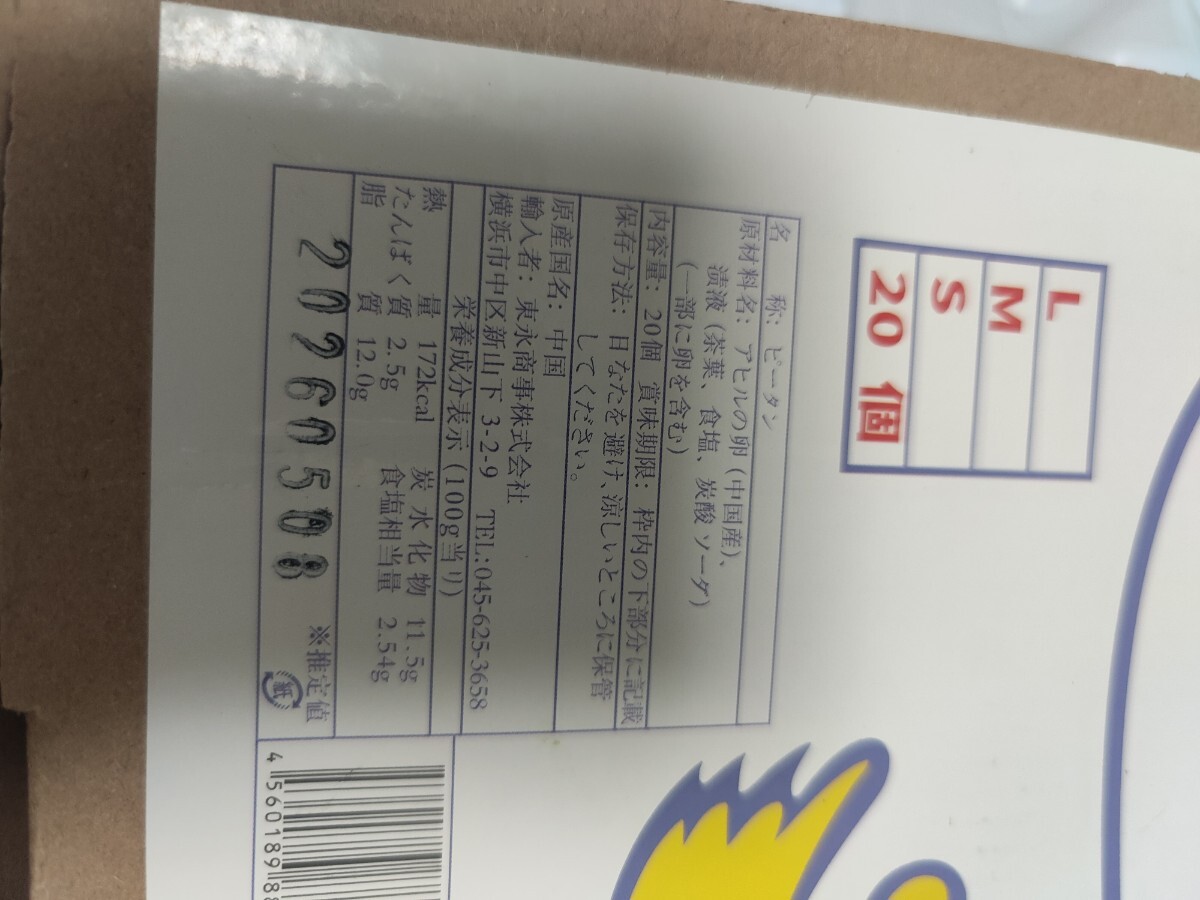 L
M
S
20 個
名　　称: ピータン
原材料名: アヒルの卵 (中国産)、
漬液 (茶葉、食塩、炭酸ソーダ)
(一部に卵を含む)
内容量: 20個 賞味期限: 枠内の下部分に記載
保存方法: 日なたを避け、涼しいところに保管
してください。
原産国名: 中国
輸入者: 東永商事株式会社
横浜市中区新山下 3-2-9　TEL:045-625-3658
栄養成分表示 (100g当り)
熱　　量 172kcal　炭水化物 11.5g
たんぱく質 2.5g　食塩相当量 2.54g
脂　　質 12.0g
※推定値
20260508
紙
4 560189 8